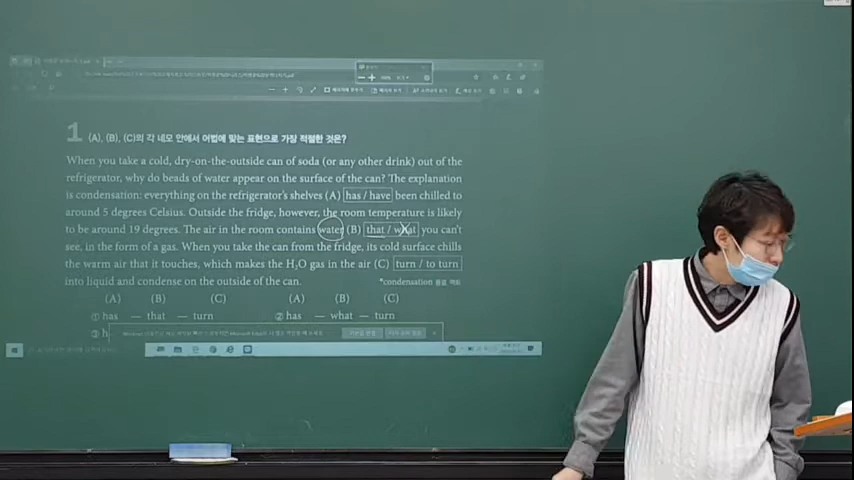 1 (A), (B), (C)의 각 네모 안에서 어법에 맞는 표현으로 가장 적절한 것은?
When you take a cold, dry-on-the-outside can of soda (or any other drink) out of the
refrigerator, why do beads of water appear on the surface of the can? The explanation
is condensation: everything on the refrigerator's shelves (A) has / have been chilled to
around 5 degrees Celsius. Outside the fridge, however, the room temperature is likely
to be around 19 degrees. The air in the room contains water (B) that / what you can't
see, in the form of a gas. When you take the can from the fridge, its cold surface chills
the warm air that it touches, which makes the H₂O gas in the air (C) turn / to turn
into liquid and condense on the outside of the can. *condensation 응결, 액화
(A) (B) (C) (A) (B) (C)
① has — that — turn ② has — what — turn
③ h